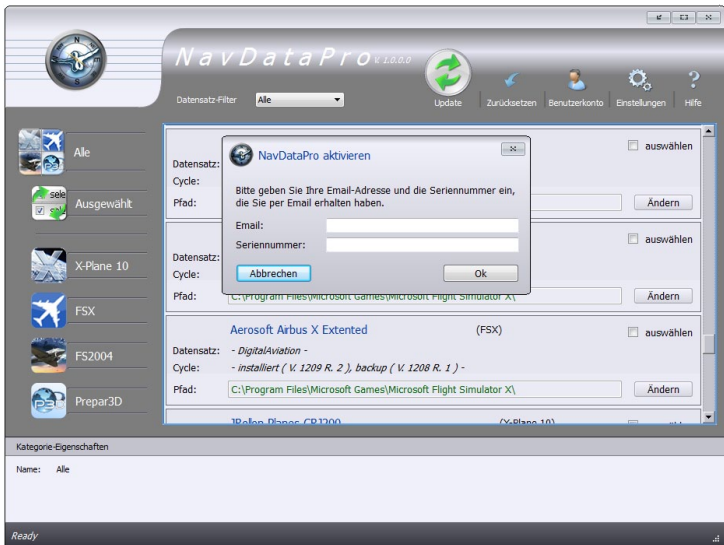 NavDataPro V. 1.0.0.0
Datensatz-Filter Alle
Update Zurücksetzen Benutzerkonto Einstellungen Hilfe
Alle
Ausgewählt
X-Plane 10
FSX
FS2004
Prepar3D
auswählen
Datensatz:
Cycle:
Pfad: Ändern
NavDataPro aktivieren
Bitte geben Sie Ihre Email-Adresse und die Seriennummer ein,
die Sie per Email erhalten haben.
Email:
Seriennummer:
Abbrechen Ok
auswählen
Datensatz:
Cycle:
Pfad: C:\Program Files\Microsoft Games\Microsoft Flight Simulator X\ Ändern
Aerosoft Airbus X Extented (FSX) auswählen
Datensatz: - DigitalAviation -
Cycle: - installiert ( V. 1209 R. 2 ), backup ( V. 1208 R. 1 ) -
Pfad: C:\Program Files\Microsoft Games\Microsoft Flight Simulator X\ Ändern
JRollon Planes CRJ200 (X-Plane 10)
Kategorie-Eigenschaften
Name: Alle
Ready